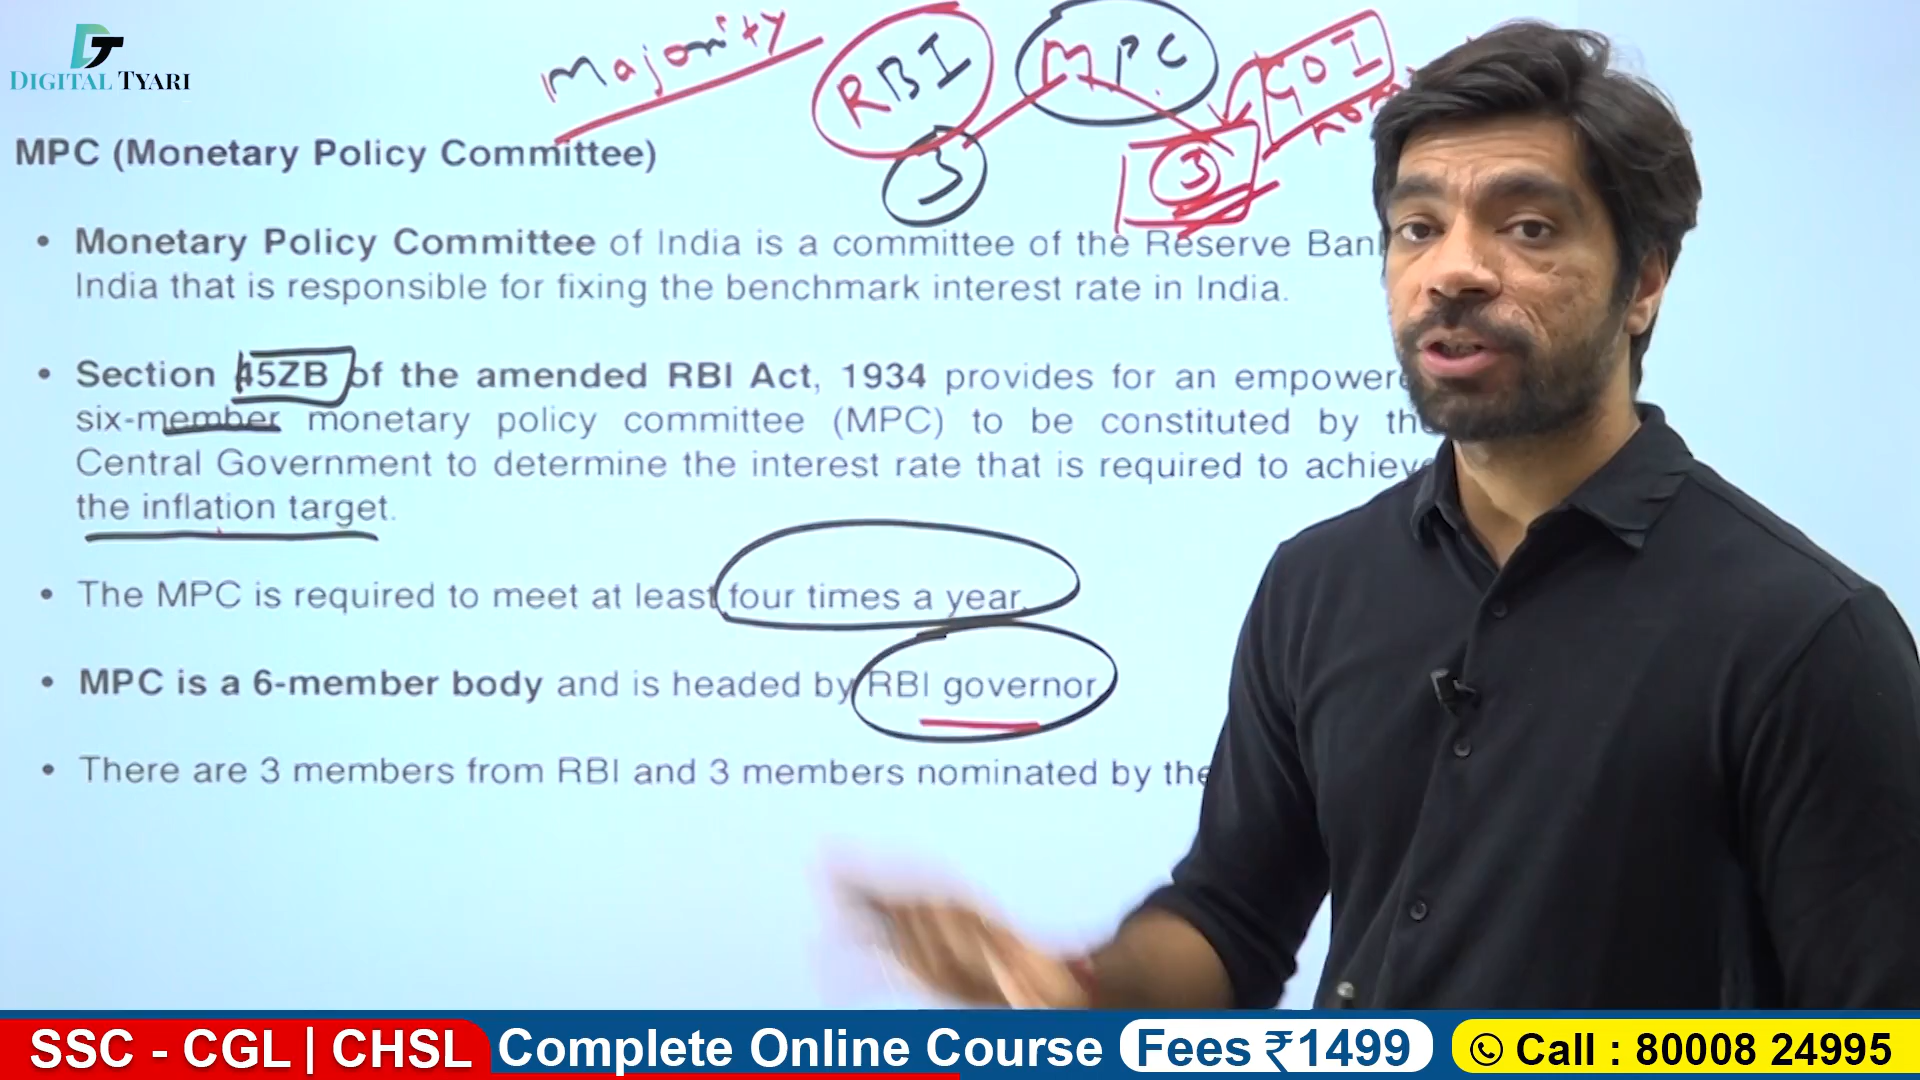 DIGITAL TYARI
Majority RBI MPC GOI
3 3
MPC (Monetary Policy Committee)
• Monetary Policy Committee of India is a committee of the Reserve Ban
India that is responsible for fixing the benchmark interest rate in India.
• Section 45ZB of the amended RBI Act, 1934 provides for an empower
six-member monetary policy committee (MPC) to be constituted by th
Central Government to determine the interest rate that is required to achiev
the inflation target.
• The MPC is required to meet at least four times a year.
• MPC is a 6-member body and is headed by RBI governor
• There are 3 members from RBI and 3 members nominated by the
SSC - CGL | CHSL Complete Online Course Fees ₹1499 Call : 80008 24995